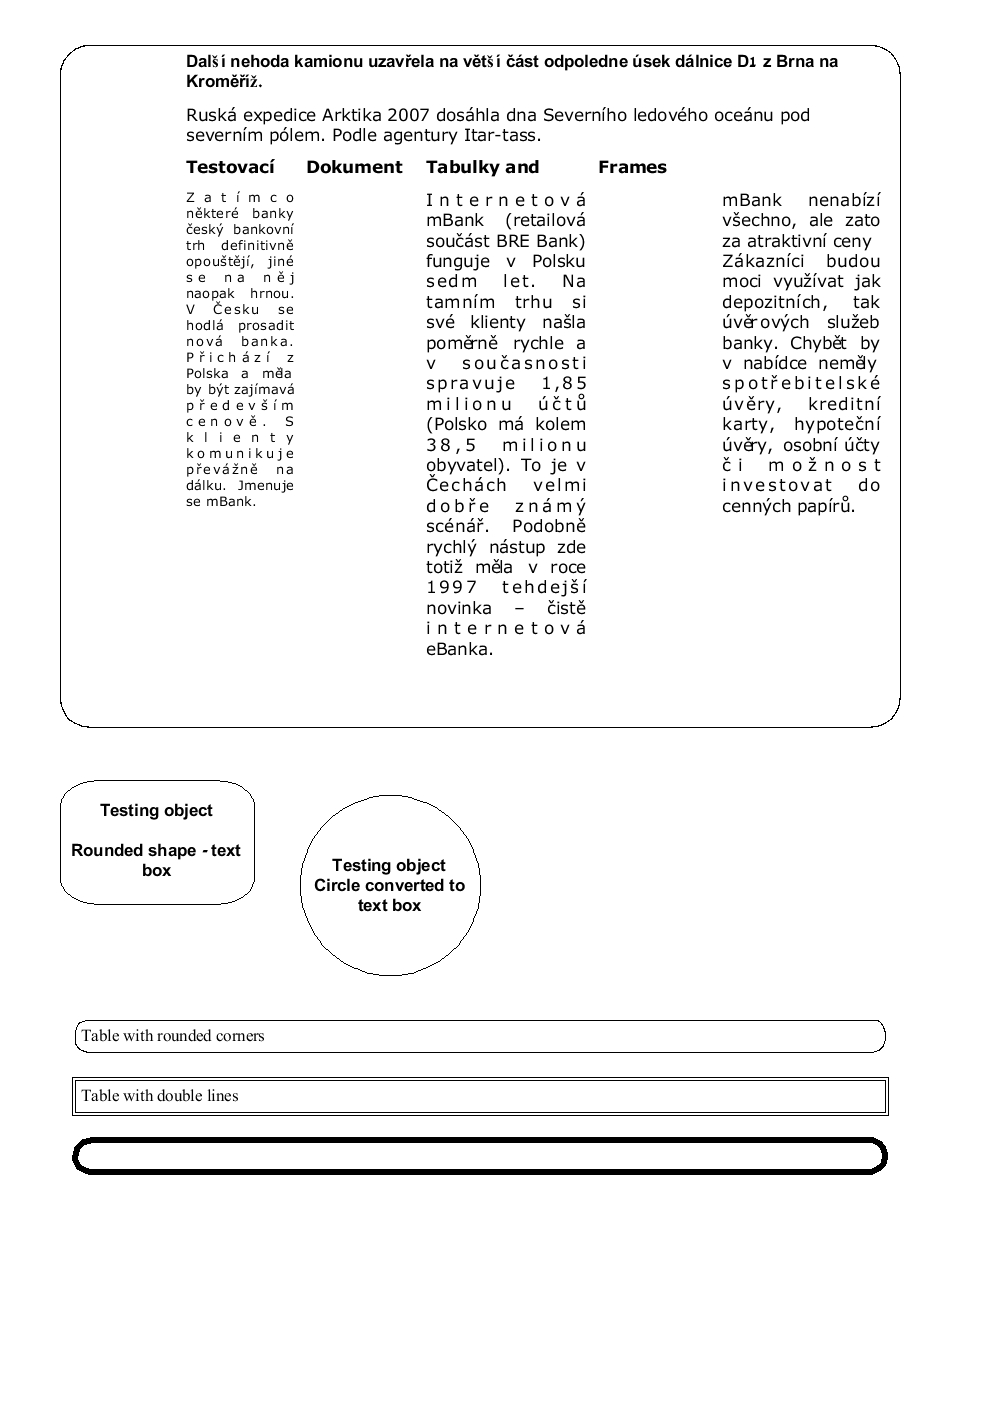 Další nehoda kamionu uzavřela na větší část odpoledne úsek dálnice D1 z Brna na
Kroměříž.
Ruská expedice Arktika 2007 dosáhla dna Severního ledového oceánu pod
severním pólem. Podle agentury Itar-tass.
Testovací Dokument Tabulky and Frames
Zatímco
některé banky
český bankovní
trh definitivně
opouštějí, jiné
se na něj
naopak hrnou.
V Česku se
hodlá prosadit
nová banka.
Přichází z
Polska a měla
by být zajímavá
především
cenově. S
klienty
komunikuje
převážně na
dálku. Jmenuje
se mBank.
Internetová
mBank (retailová
součást BRE Bank)
funguje v Polsku
sedm let. Na
tamním trhu si
své klienty našla
poměrně rychle a
v současnosti
spravuje 1,85
milionu účtů
(Polsko má kolem
38,5 milionu
obyvatel). To je v
Čechách velmi
dobře známý
scénář. Podobně
rychlý nástup zde
totiž měla v roce
1997 tehdejší
novinka – čistě
internetová
eBanka.
mBank nenabízí
všechno, ale zato
za atraktivní ceny
Zákazníci budou
moci využívat jak
depozitních, tak
úvěrových služeb
banky. Chybět by
v nabídce neměly
spotřebitelské
úvěry, kreditní
karty, hypoteční
úvěry, osobní účty
či možnost
investovat do
cenných papírů.
Testing object
Rounded shape - text
box
Testing object
Circle converted to
text box
Table with rounded corners
Table with double lines